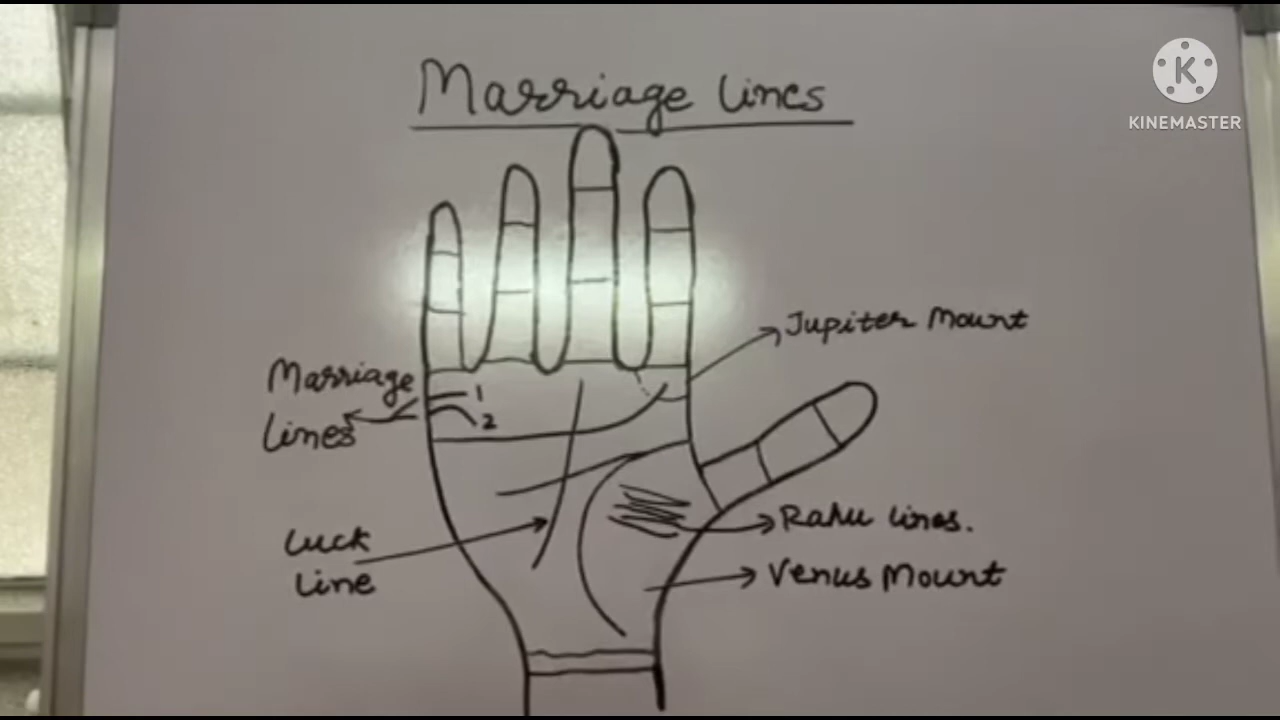 Marriage Lines
KINEMASTER
Jupiter Mount
Marriage
Lines
1
2
Luck
Line
Rahu Lines.
Venus Mount